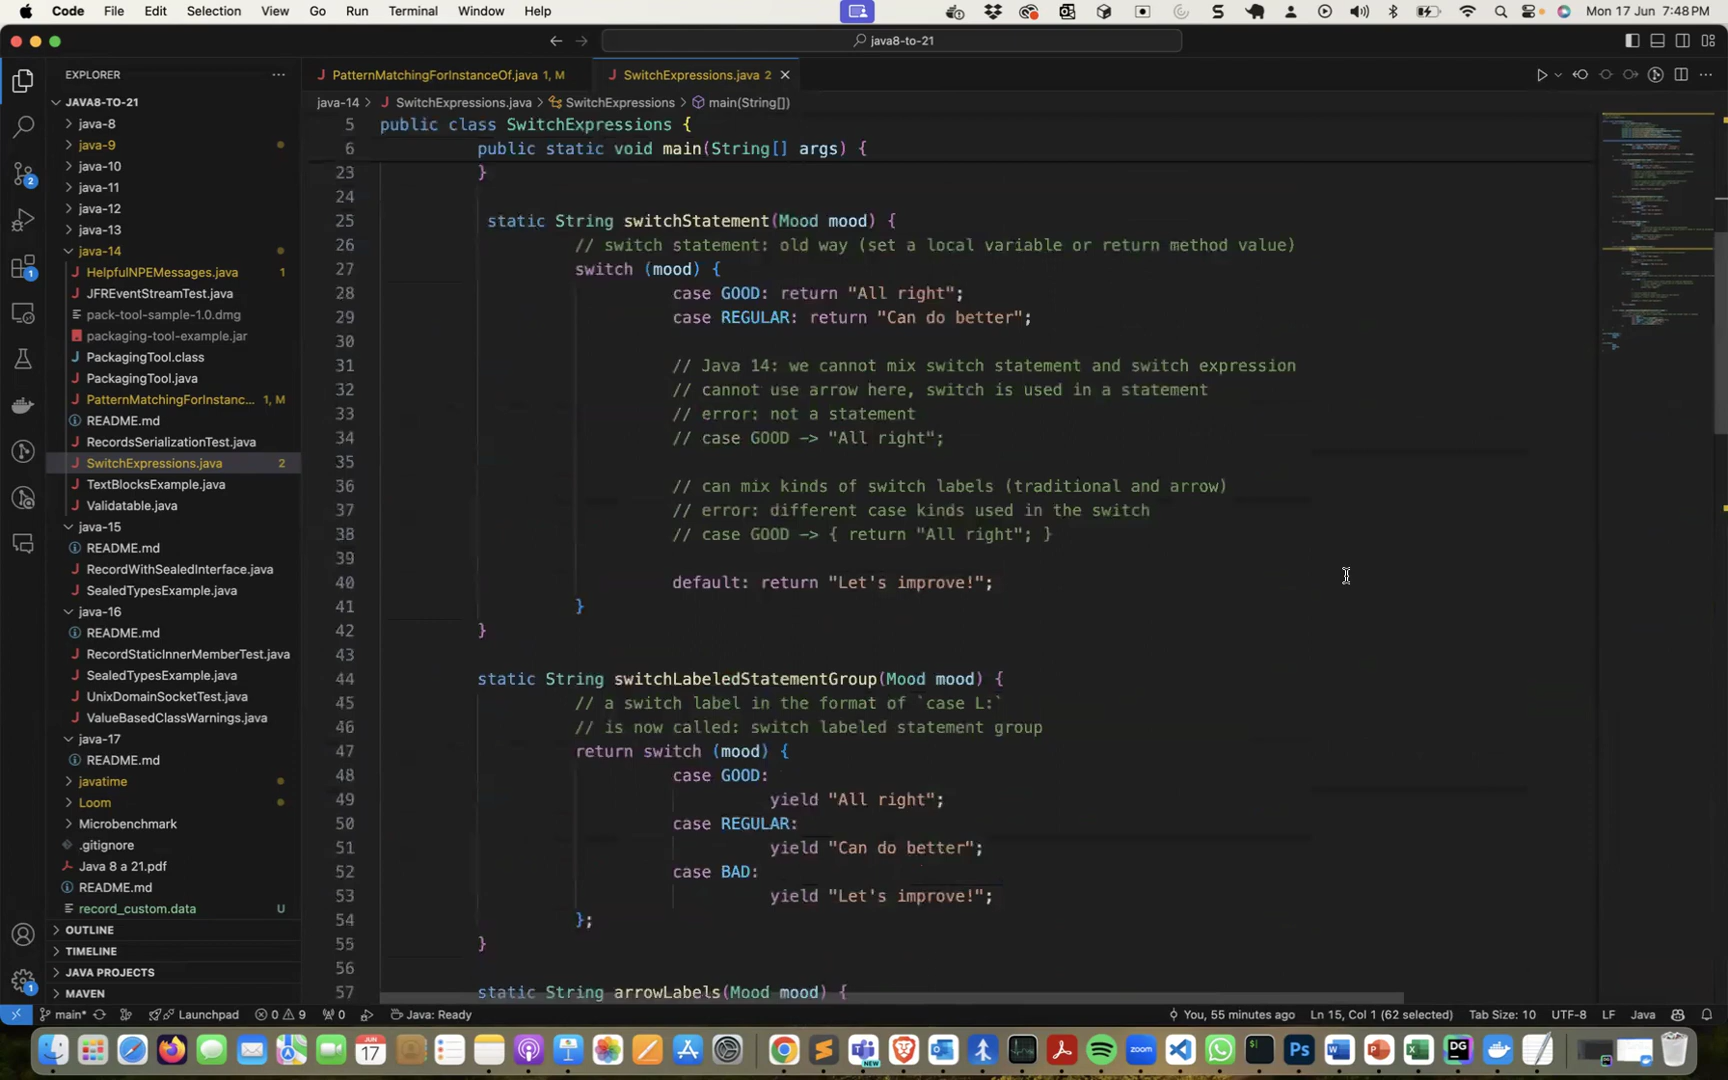 Code File Edit Selection View Go Run Terminal Window Help
Mon 17 Jun 7:48 PM
java8-to-21
EXPLORER
PatternMatchingForInstanceOf.java 1, M
SwitchExpressions.java 2
JAVA8-TO-21
java-14 > SwitchExpressions.java > SwitchExpressions > main(String[])
java-8
java-9
java-10
java-11
java-12
java-13
java-14
HelpfulNPEMessages.java 1
JFREventStreamTest.java
pack-tool-sample-1.0.dmg
packaging-tool-example.jar
PackagingTool.class
PackagingTool.java
PatternMatchingForInstanc... 1, M
README.md
RecordsSerializationTest.java
SwitchExpressions.java 2
TextBlocksExample.java
Validatable.java
java-15
README.md
RecordWithSealedInterface.java
SealedTypesExample.java
java-16
README.md
RecordStaticInnerMemberTest.java
SealedTypesExample.java
UnixDomainSocketTest.java
ValueBasedClassWarnings.java
java-17
README.md
javatime
Loom
Microbenchmark
.gitignore
Java 8 a 21.pdf
README.md
record_custom.data U
OUTLINE
TIMELINE
JAVA PROJECTS
MAVEN
5 public class SwitchExpressions {
6 public static void main(String[] args) {
23 }
24
25 static String switchStatement(Mood mood) {
26 // switch statement: old way (set a local variable or return method value)
27 switch (mood) {
28 case GOOD: return "All right";
29 case REGULAR: return "Can do better";
30
31 // Java 14: we cannot mix switch statement and switch expression
32 // cannot use arrow here, switch is used in a statement
33 // error: not a statement
34 // case GOOD -> "All right";
35
36 // can mix kinds of switch labels (traditional and arrow)
37 // error: different case kinds used in the switch
38 // case GOOD -> { return "All right"; }
39
40 default: return "Let's improve!";
41 }
42 }
43
44 static String switchLabeledStatementGroup(Mood mood) {
45 // a switch label in the format of `case L:`
46 // is now called: switch labeled statement group
47 return switch (mood) {
48 case GOOD:
49 yield "All right";
50 case REGULAR:
51 yield "Can do better";
52 case BAD:
53 yield "Let's improve!";
54 };
55 }
56
57 static String arrowLabels(Mood mood) {
main* Launchpad 0 9 0 Java: Ready You, 55 minutes ago Ln 15, Col 1 (62 selected) Tab Size: 10 UTF-8 LF Java